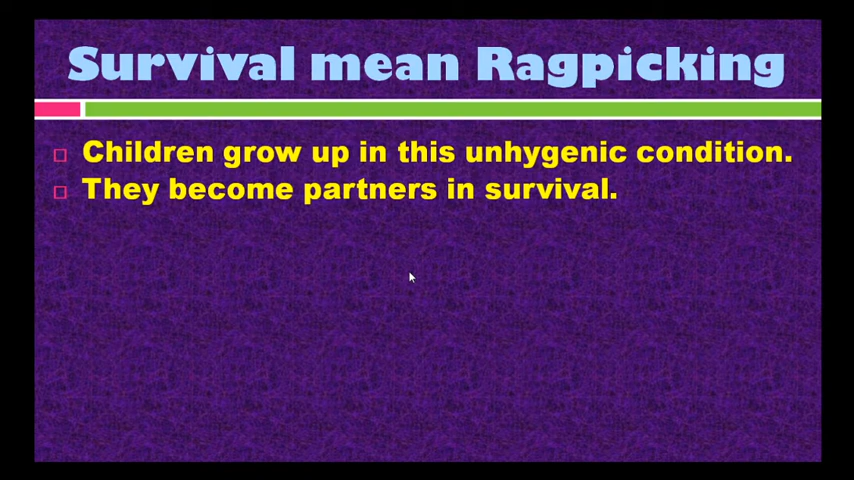 Survival mean Ragpicking
Children grow up in this unhygenic condition.
They become partners in survival.